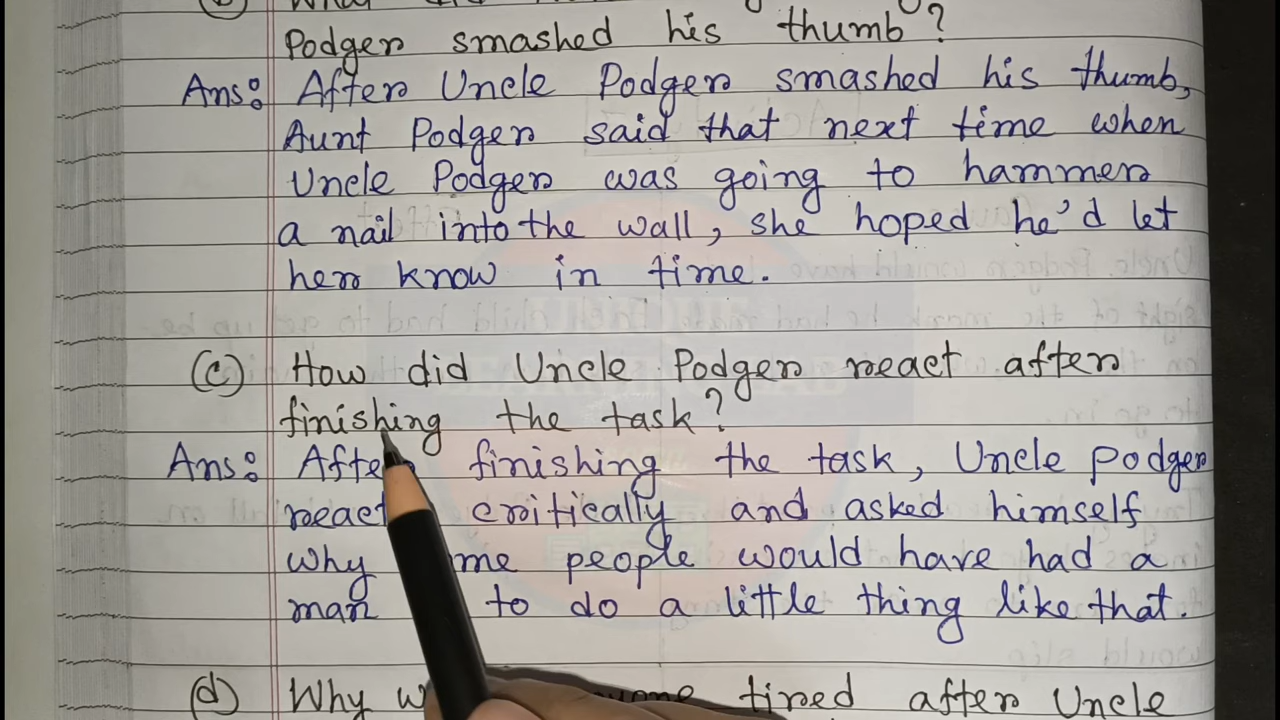 Podger smashed his thumb?
Ans: After Uncle Podger smashed his thumb,
Aunt Podger said that next time when
Uncle Podger was going to hammer
a nail into the wall, she hoped he'd let
her know in time.
(c) How did Uncle Podger react after
finishing the task?
Ans: After finishing the task, Uncle Podger
react critically and asked himself
why people would have had a
man to do a little thing like that.
(d) Why tired after Uncle